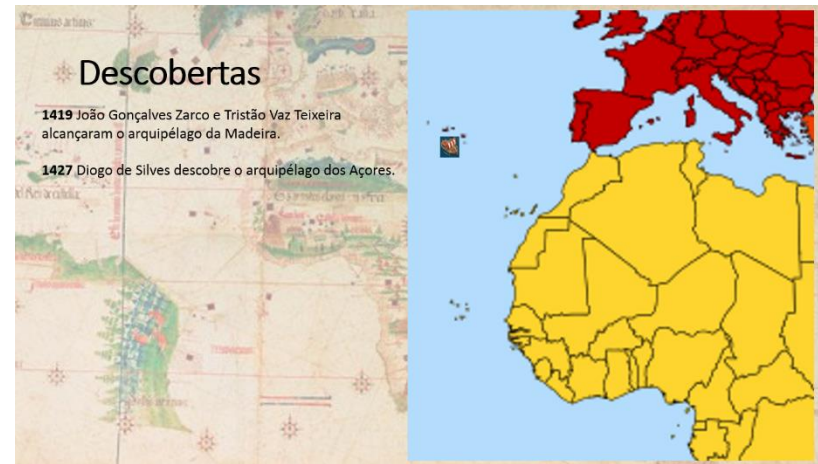 Descobertas
1419 João Gonçalves Zarco e Tristão Vaz Teixeira
alcançaram o arquipélago da Madeira.
1427 Diogo de Silves descobre o arquipélago dos Açores.